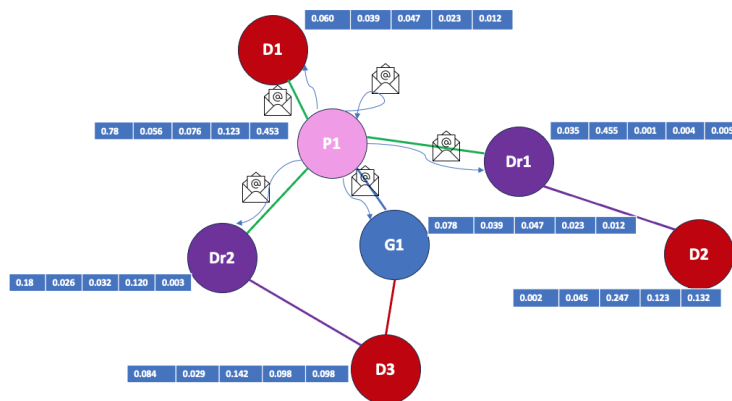 0.060 0.039 0.047 0.023 0.012
D1
@
@
0.78 0.056 0.076 0.123 0.453
P1
0.035 0.455 0.001 0.004 0.005
@
Dr1
@
@
0.078 0.039 0.047 0.023 0.012
G1
D2
Dr2
0.18 0.026 0.032 0.120 0.003
0.002 0.045 0.247 0.123 0.132
0.084 0.029 0.142 0.098 0.098
D3